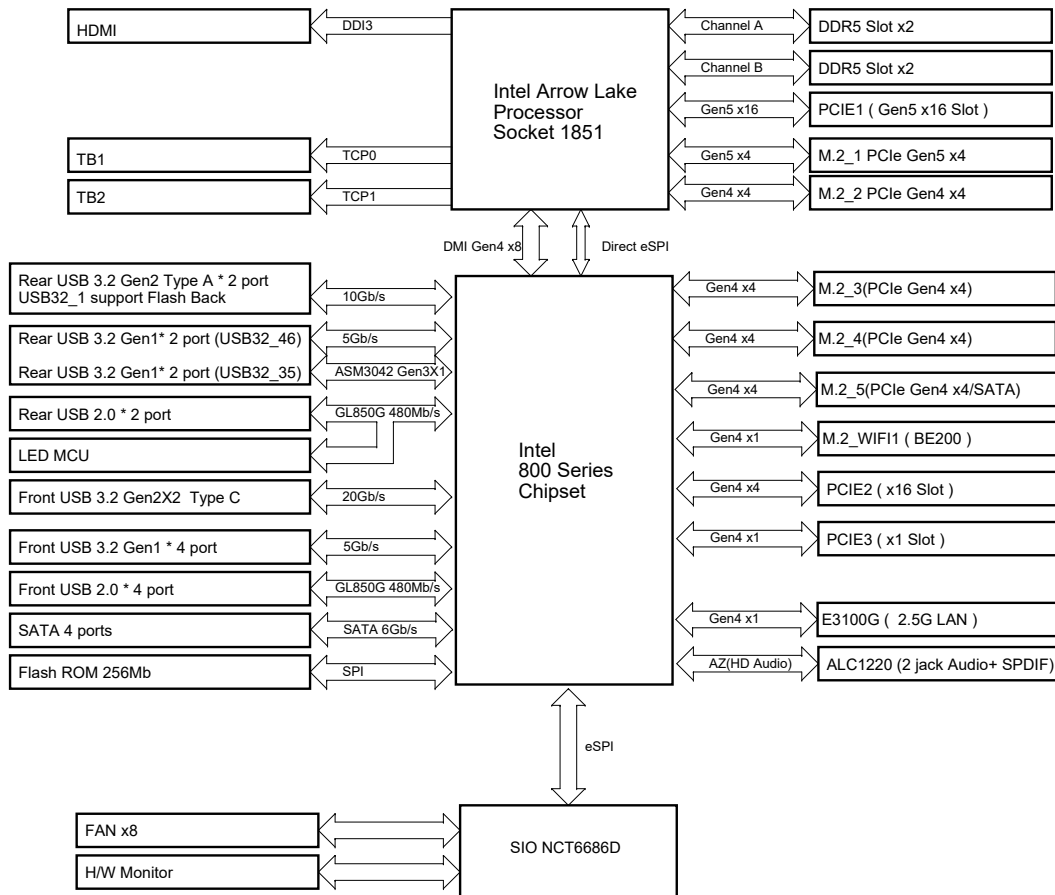 HDMI
DDI3
Channel A
DDR5 Slot x2
Channel B
DDR5 Slot x2
Intel Arrow Lake
Processor
Socket 1851
Gen5 x16
PCIE1 ( Gen5 x16 Slot )
TB1
TCP0
Gen5 x4
M.2_1 PCIe Gen5 x4
TB2
TCP1
Gen4 x4
M.2_2 PCIe Gen4 x4
DMI Gen4 x8
Direct eSPI
Rear USB 3.2 Gen2 Type A * 2 port
USB32_1 support Flash Back
10Gb/s
Rear USB 3.2 Gen1* 2 port (USB32_46)
5Gb/s
Rear USB 3.2 Gen1* 2 port (USB32_35)
ASM3042 Gen3X1
Rear USB 2.0 * 2 port
GL850G 480Mb/s
LED MCU
Front USB 3.2 Gen2X2 Type C
20Gb/s
Front USB 3.2 Gen1 * 4 port
5Gb/s
Front USB 2.0 * 4 port
GL850G 480Mb/s
SATA 4 ports
SATA 6Gb/s
Flash ROM 256Mb
SPI
Intel
800 Series
Chipset
Gen4 x4
M.2_3(PCIe Gen4 x4)
Gen4 x4
M.2_4(PCIe Gen4 x4)
Gen4 x4
M.2_5(PCIe Gen4 x4/SATA)
Gen4 x1
M.2_WIFI1 ( BE200 )
Gen4 x4
PCIE2 ( x16 Slot )
Gen4 x1
PCIE3 ( x1 Slot )
Gen4 x1
E3100G ( 2.5G LAN )
AZ(HD Audio)
ALC1220 (2 jack Audio+ SPDIF)
eSPI
FAN x8
H/W Monitor
SIO NCT6686D